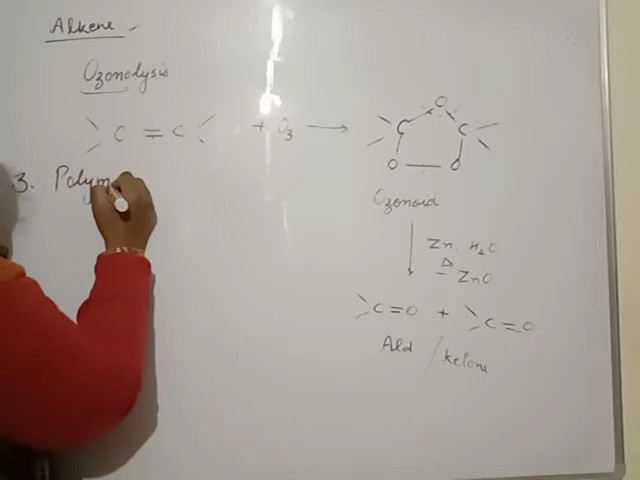 Alkene -
Ozonolysis
C = C + O3 →
O
C C
O — O
Ozonoid
Zn, H2O
Δ
- ZnO
C=O + C=O
Ald / Ketone
3. Polym